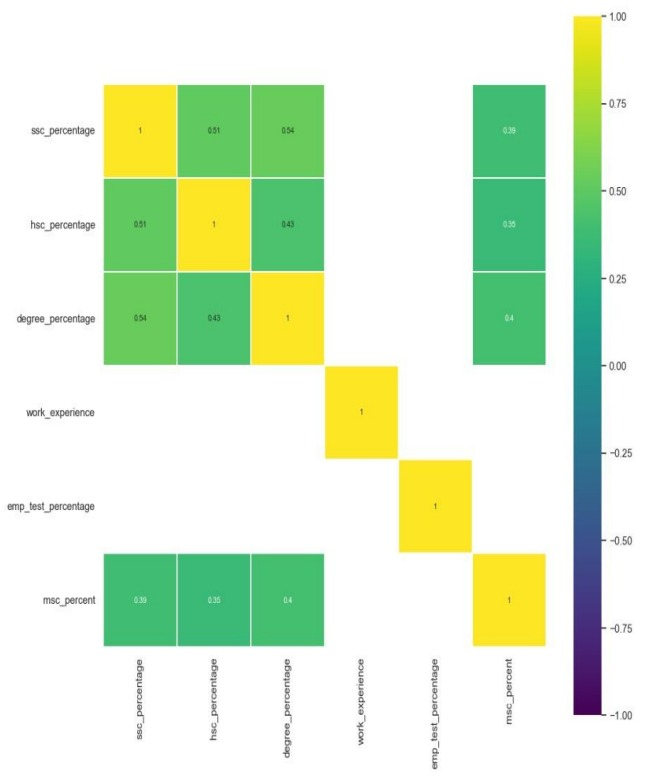 1.00
ssc_percentage 1 0.51 0.54 0.39
0.75
hsc_percentage 0.51 1 0.43 0.35
0.50
0.25
degree_percentage 0.54 0.43 1 0.4
0.00
work_experience 1
−0.25
emp_test_percentage 1
−0.50
msc_percent 0.39 0.35 0.4 1
−0.75
−1.00
ssc_percentage
hsc_percentage
degree_percentage
work_experience
emp_test_percentage
msc_percent